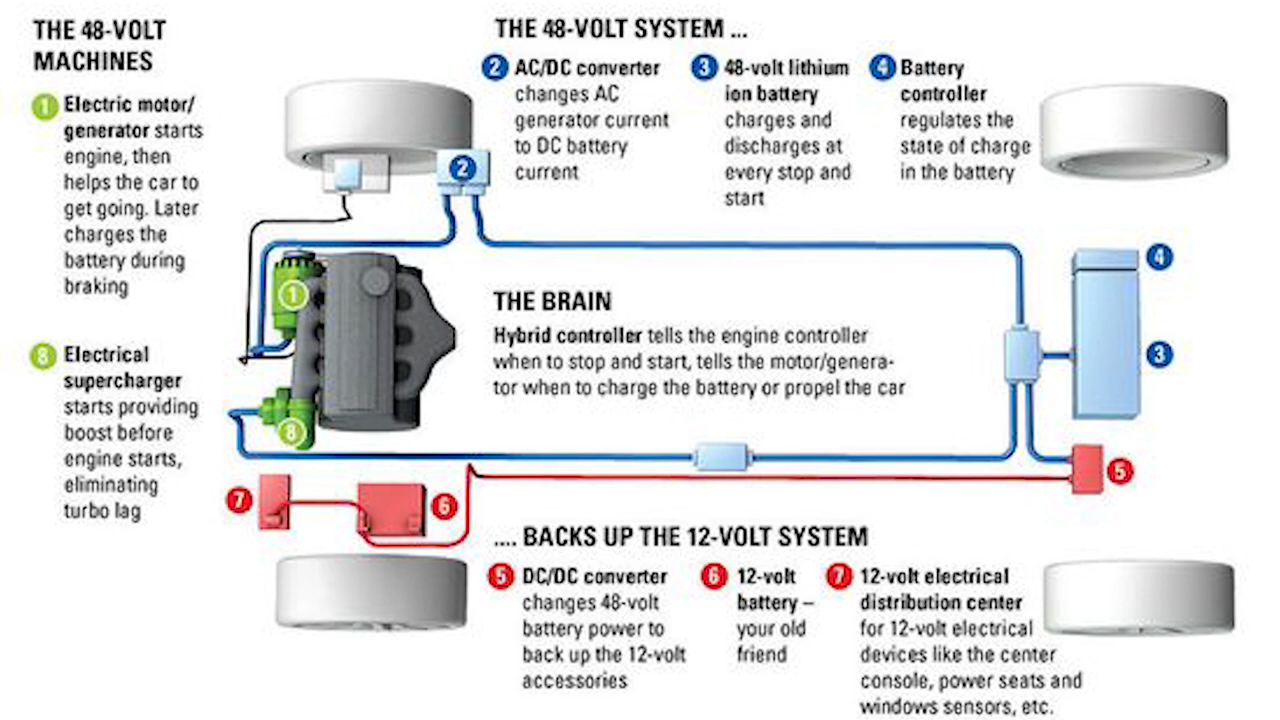 THE 48-VOLT
MACHINES
1 Electric motor/
generator starts
engine, then
helps the car to
get going. Later
charges the
battery during
braking
8 Electrical
supercharger
starts providing
boost before
engine starts,
eliminating
turbo lag
THE 48-VOLT SYSTEM ...
2 AC/DC converter
changes AC
generator current
to DC battery
current
3 48-volt lithium
ion battery
charges and
discharges at
every stop and
start
4 Battery
controller
regulates the
state of charge
in the battery
2
1
8
4
3
THE BRAIN
Hybrid controller tells the engine controller
when to stop and start, tells the motor/genera-
tor when to charge the battery or propel the car
7
6
5
.... BACKS UP THE 12-VOLT SYSTEM
5 DC/DC converter
changes 48-volt
battery power to
back up the 12-volt
accessories
6 12-volt
battery –
your old
friend
7 12-volt electrical
distribution center
for 12-volt electrical
devices like the center
console, power seats and
windows sensors, etc.